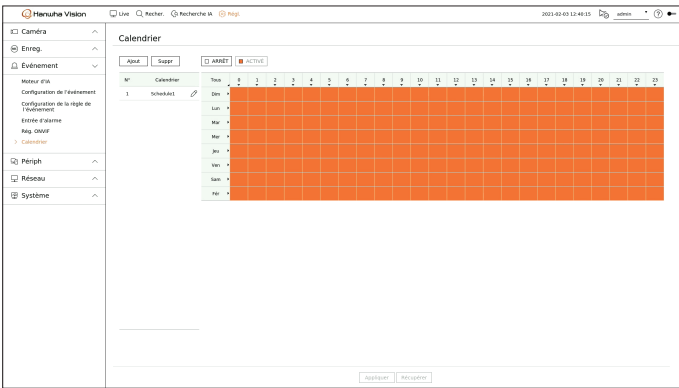 Hanwha Vision
Live Recher. Recherche IA Régl. 2021-02-03 12:40:15 admin ?
Caméra
Calendrier
Enreg.
Événement
Ajout Suppr ARRÊT ACTIVÉ
Moteur d'IA
N° Calendrier Tous 0 1 2 3 4 5 6 7 8 9 10 11 12 13 14 15 16 17 18 19 20 21 22 23
Configuration de l'événement
1 Schedule1 Dim
Configuration de la règle de
l'événement
Lun
Entrée d'alarme
Mar
Rég. ONVIF
Mer
> Calendrier
Jeu
Périph
Ven
Réseau
Sam
Système
Fér
Appliquer Récupérer